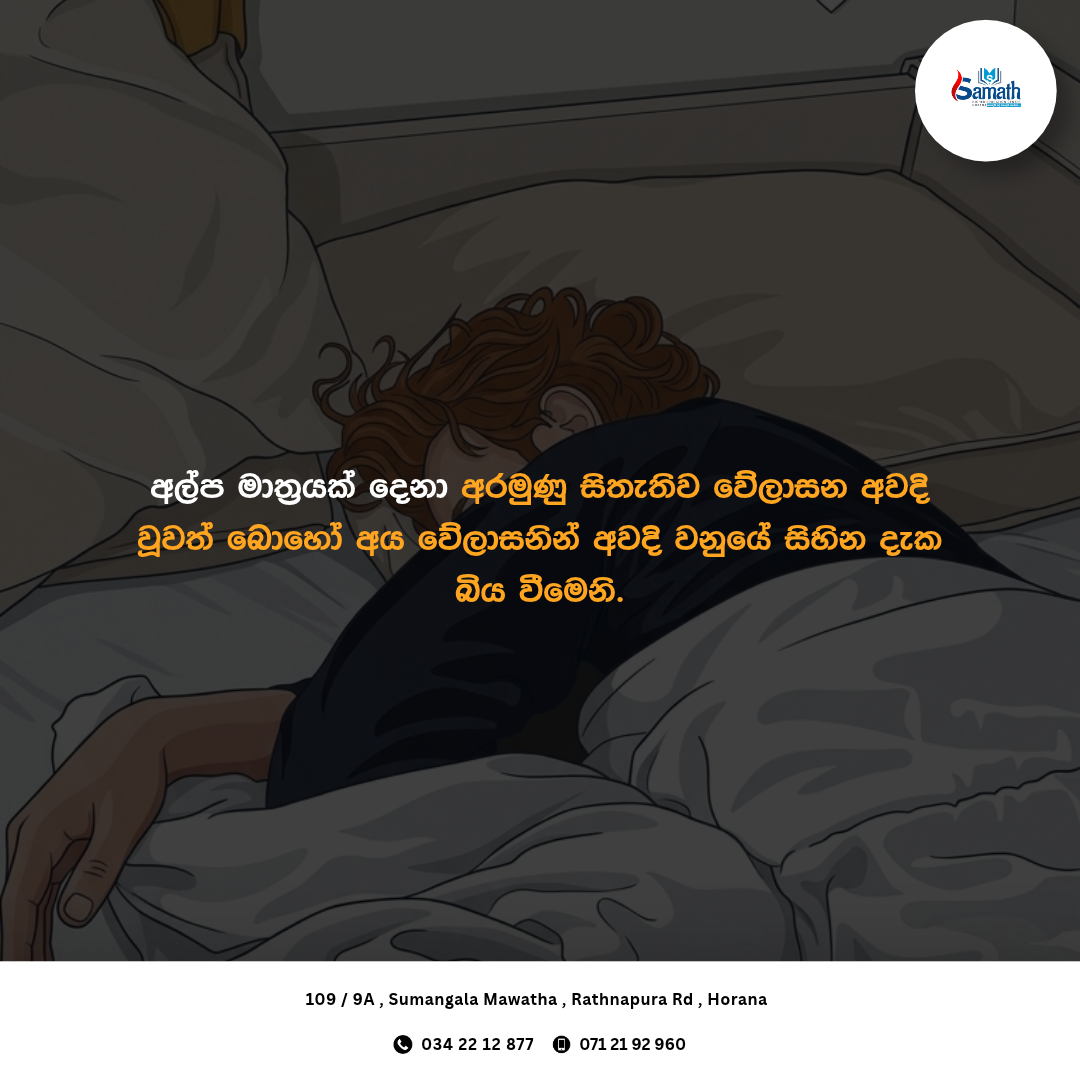 Samath
අල්ප මාත්‍රයක් දෙනා අරමුණු සිතැතිව වේලාසන අවදි
වූවත් බොහෝ අය වේලාසනින් අවදි වනුයේ සිහින දැක
බිය වීමෙනි.
109 / 9A , Sumangala Mawatha , Rathnapura Rd , Horana
034 22 12 877 071 21 92 960